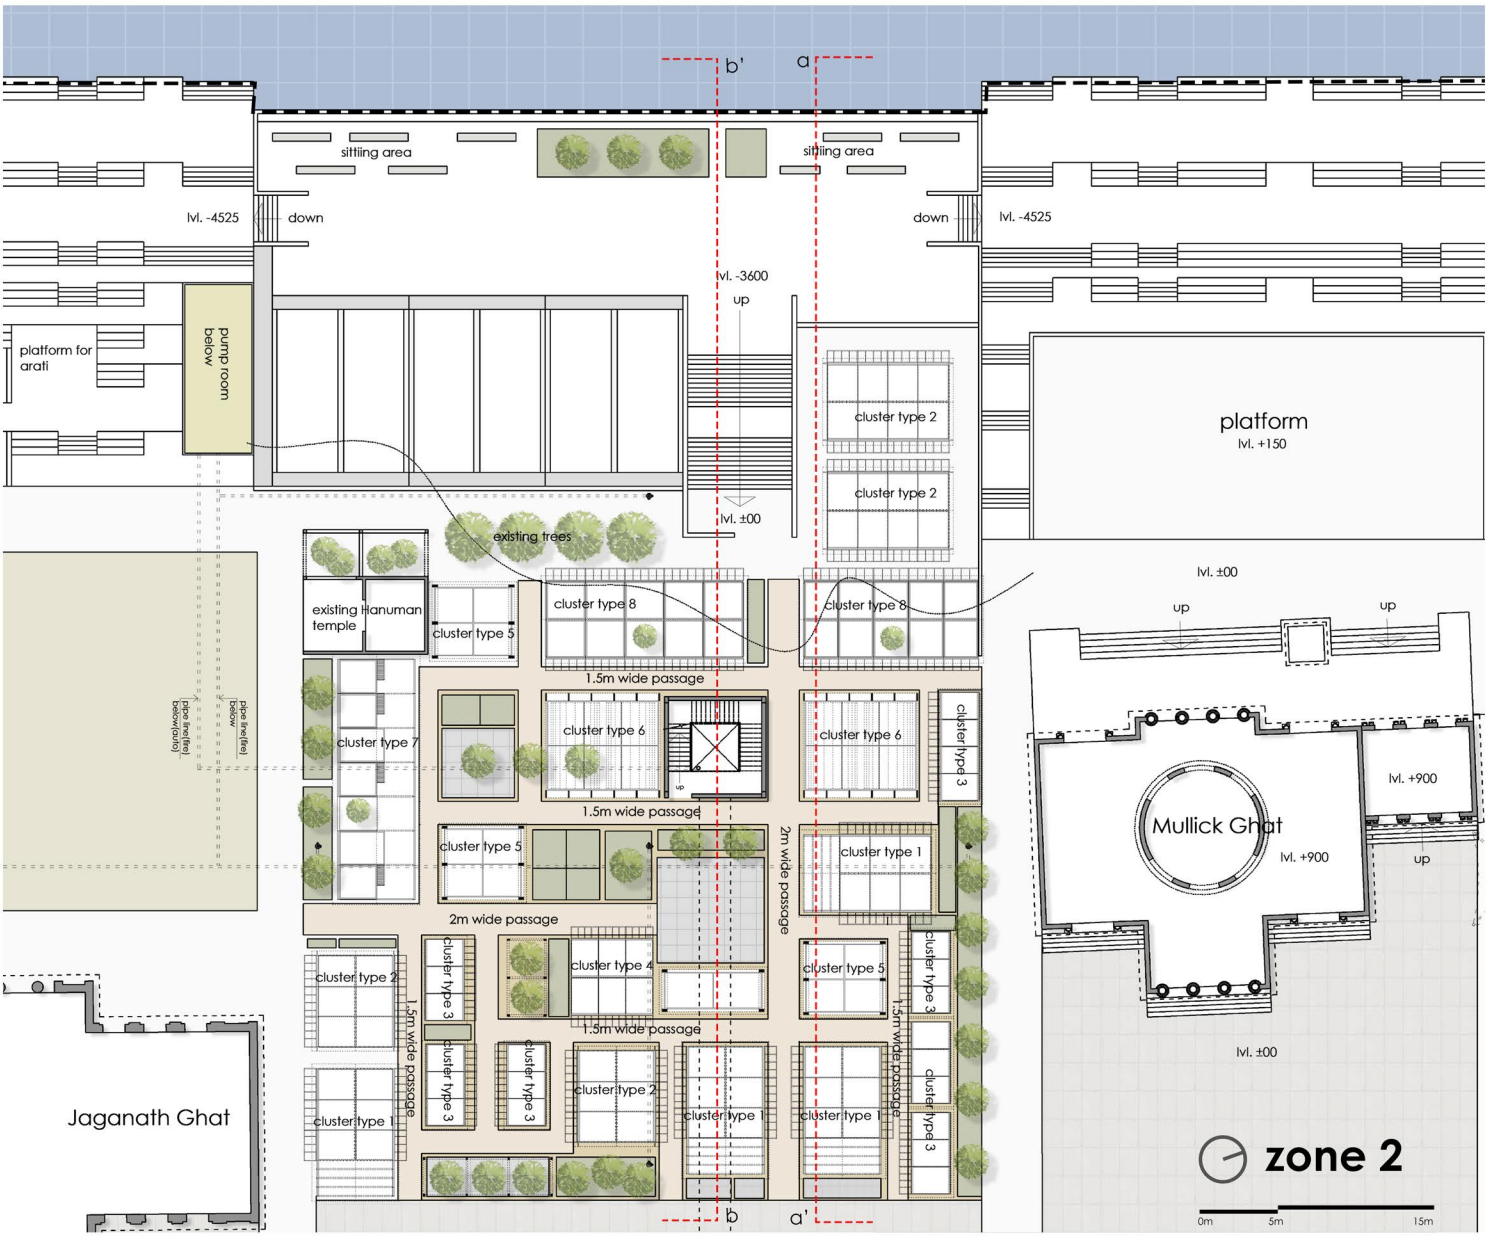 b'
a
sittiing area
sittiing area
lvl. -4525
down
down
lvl. -4525
lvl. -3600
up
platform for
arati
pump room
below
cluster type 2
platform
lvl. +150
cluster type 2
lvl. ±00
existing trees
lvl. ±00
existing Hanuman
temple
cluster type 5
cluster type 8
cluster type 8
up
up
1.5m wide passage
pipe line(fire)
below(auto)
pipe line(fire)
below
cluster type 7
cluster type 6
up
cluster type 6
cluster type 3
lvl. +900
1.5m wide passage
Mullick Ghat
lvl. +900
up
cluster type 5
2m wide passage
cluster type 1
2m wide passage
cluster type 2
cluster type 3
cluster type 4
cluster type 5
cluster type 3
1.5m wide passage
1.5m wide passage
1.5m wide passage
lvl. ±00
cluster type 1
cluster type 3
cluster type 3
cluster type 2
cluster type 1
cluster type 1
cluster type 3
Jaganath Ghat
zone 2
b
a'
0m
5m
15m